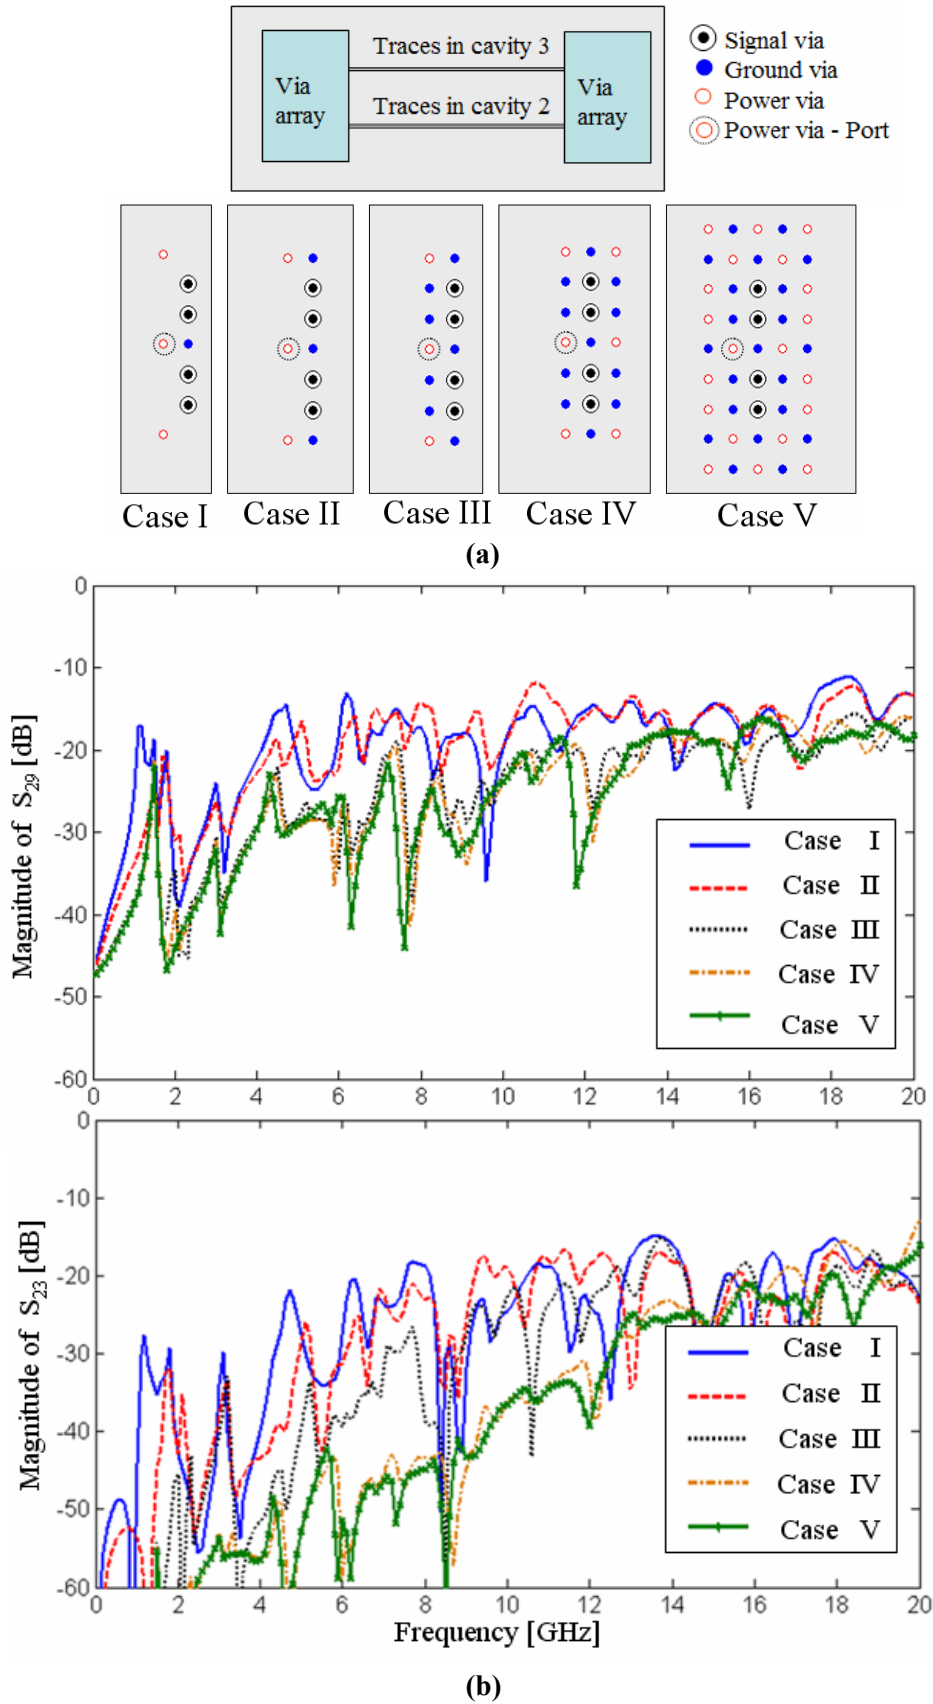 Traces in cavity 3
Via array
Traces in cavity 2
Via array
Signal via
Ground via
Power via
Power via - Port
Case I
Case II
Case III
Case IV
Case V
(a)
0
-10
-20
-30
-40
-50
-60
Magnitude of S29 [dB]
Case I
Case II
Case III
Case IV
Case V
0 2 4 6 8 10 12 14 16 18 20
0
-10
-20
-30
-40
-50
-60
Magnitude of S23 [dB]
Case I
Case II
Case III
Case IV
Case V
0 2 4 6 8 10 12 14 16 18 20
Frequency [GHz]
(b)